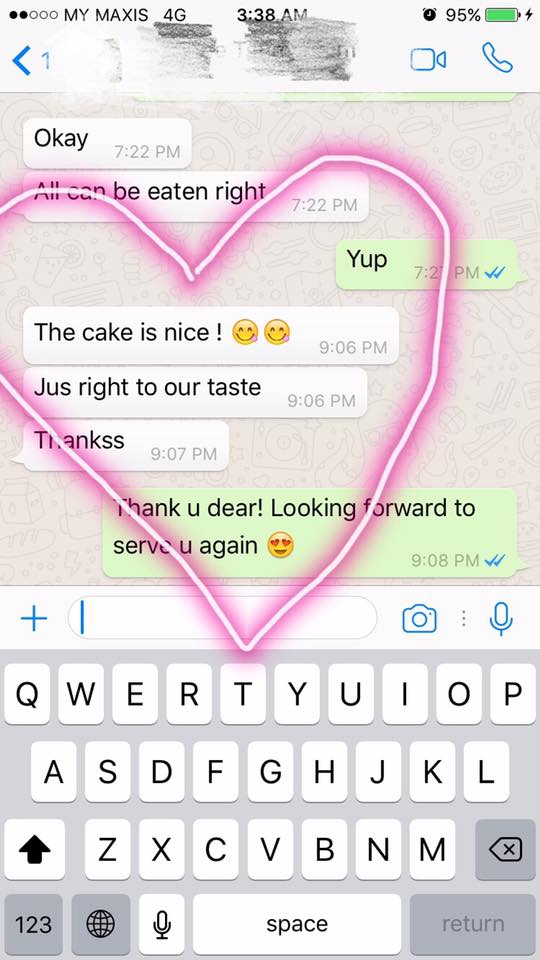 MY MAXIS 4G 3:38 AM 95%
1
Okay 7:22 PM
All can be eaten right 7:22 PM
Yup 7:27 PM
The cake is nice ! 😋😋 9:06 PM
Jus right to our taste 9:06 PM
Thankss 9:07 PM
Thank u dear! Looking forward to
serve u again 😍 9:08 PM
Q W E R T Y U I O P
A S D F G H J K L
Z X C V B N M
123 space return